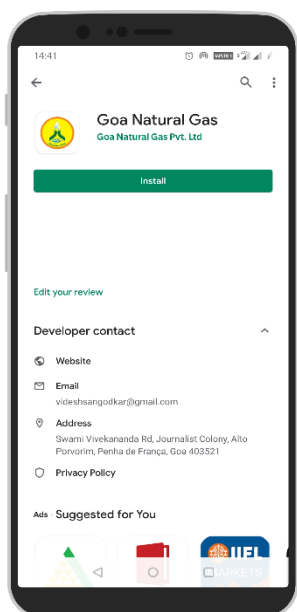 14:41
Goa Natural Gas
Goa Natural Gas Pvt. Ltd
Install
Edit your review
Developer contact
Website
Email
videshsangodkar@gmail.com
Address
Swami Vivekananda Rd, Journalist Colony, Alto
Porvorim, Penha de França, Goa 403521
Privacy Policy
Ads · Suggested for You
IIFL
MARKETS